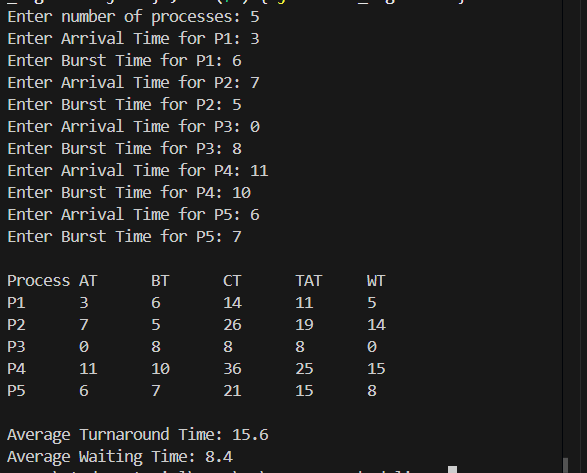 Enter number of processes: 5
Enter Arrival Time for P1: 3
Enter Burst Time for P1: 6
Enter Arrival Time for P2: 7
Enter Burst Time for P2: 5
Enter Arrival Time for P3: 0
Enter Burst Time for P3: 8
Enter Arrival Time for P4: 11
Enter Burst Time for P4: 10
Enter Arrival Time for P5: 6
Enter Burst Time for P5: 7
Process AT BT CT TAT WT
P1 3 6 14 11 5
P2 7 5 26 19 14
P3 0 8 8 8 0
P4 11 10 36 25 15
P5 6 7 21 15 8
Average Turnaround Time: 15.6
Average Waiting Time: 8.4